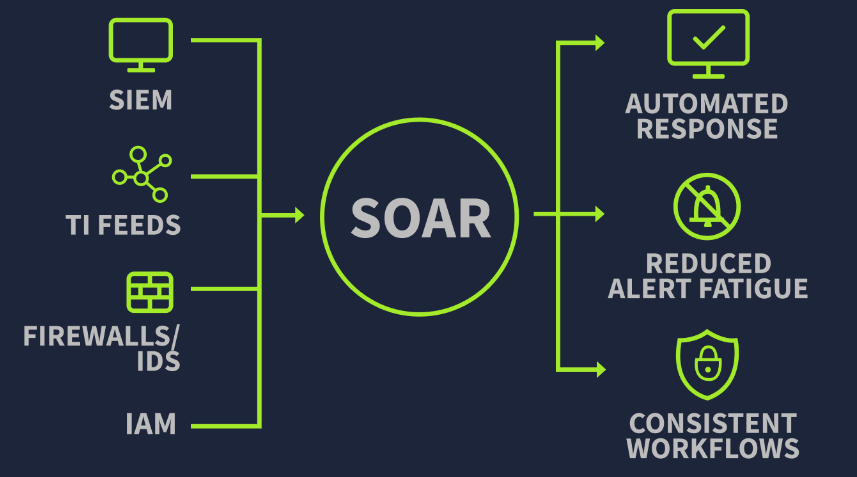 SIEM
TI FEEDS
FIREWALLS/
IDS
IAM
SOAR
AUTOMATED
RESPONSE
REDUCED
ALERT FATIGUE
CONSISTENT
WORKFLOWS